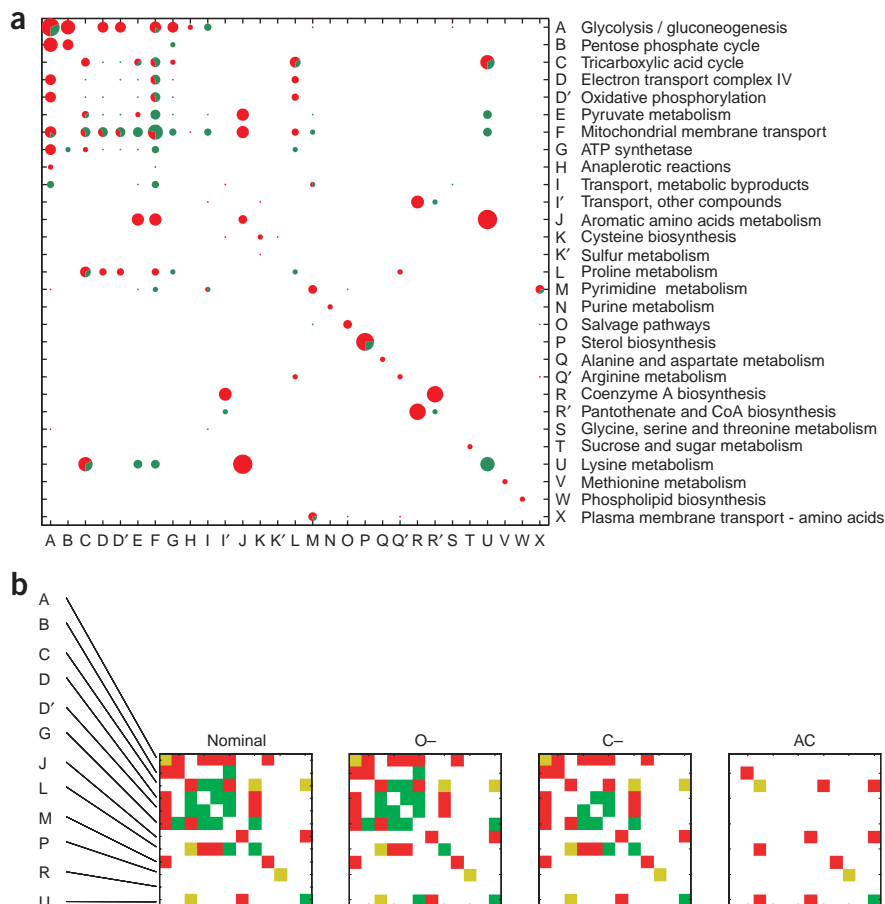 a
A Glycolysis / gluconeogenesis
B Pentose phosphate cycle
C Tricarboxylic acid cycle
D Electron transport complex IV
D′ Oxidative phosphorylation
E Pyruvate metabolism
F Mitochondrial membrane transport
G ATP synthetase
H Anaplerotic reactions
I Transport, metabolic byproducts
I′ Transport, other compounds
J Aromatic amino acids metabolism
K Cysteine biosynthesis
K′ Sulfur metabolism
L Proline metabolism
M Pyrimidine metabolism
N Purine metabolism
O Salvage pathways
P Sterol biosynthesis
Q Alanine and aspartate metabolism
Q′ Arginine metabolism
R Coenzyme A biosynthesis
R′ Pantothenate and CoA biosynthesis
S Glycine, serine and threonine metabolism
T Sucrose and sugar metabolism
U Lysine metabolism
V Methionine metabolism
W Phospholipid biosynthesis
X Plasma membrane transport - amino acids
A B C D D′ E F G H I I′ J K K′ L M N O P Q Q′ R R′ S T U V W X
b
A
B
C
D
D′
G
J
L
M
P
R
U
Nominal O– C– AC